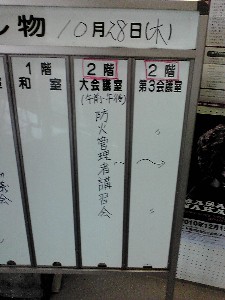 し物 10月28日(木)
1階
和室
2階
大会議室
(午前・午後)
防火管理者講習会
2階
第3会議室